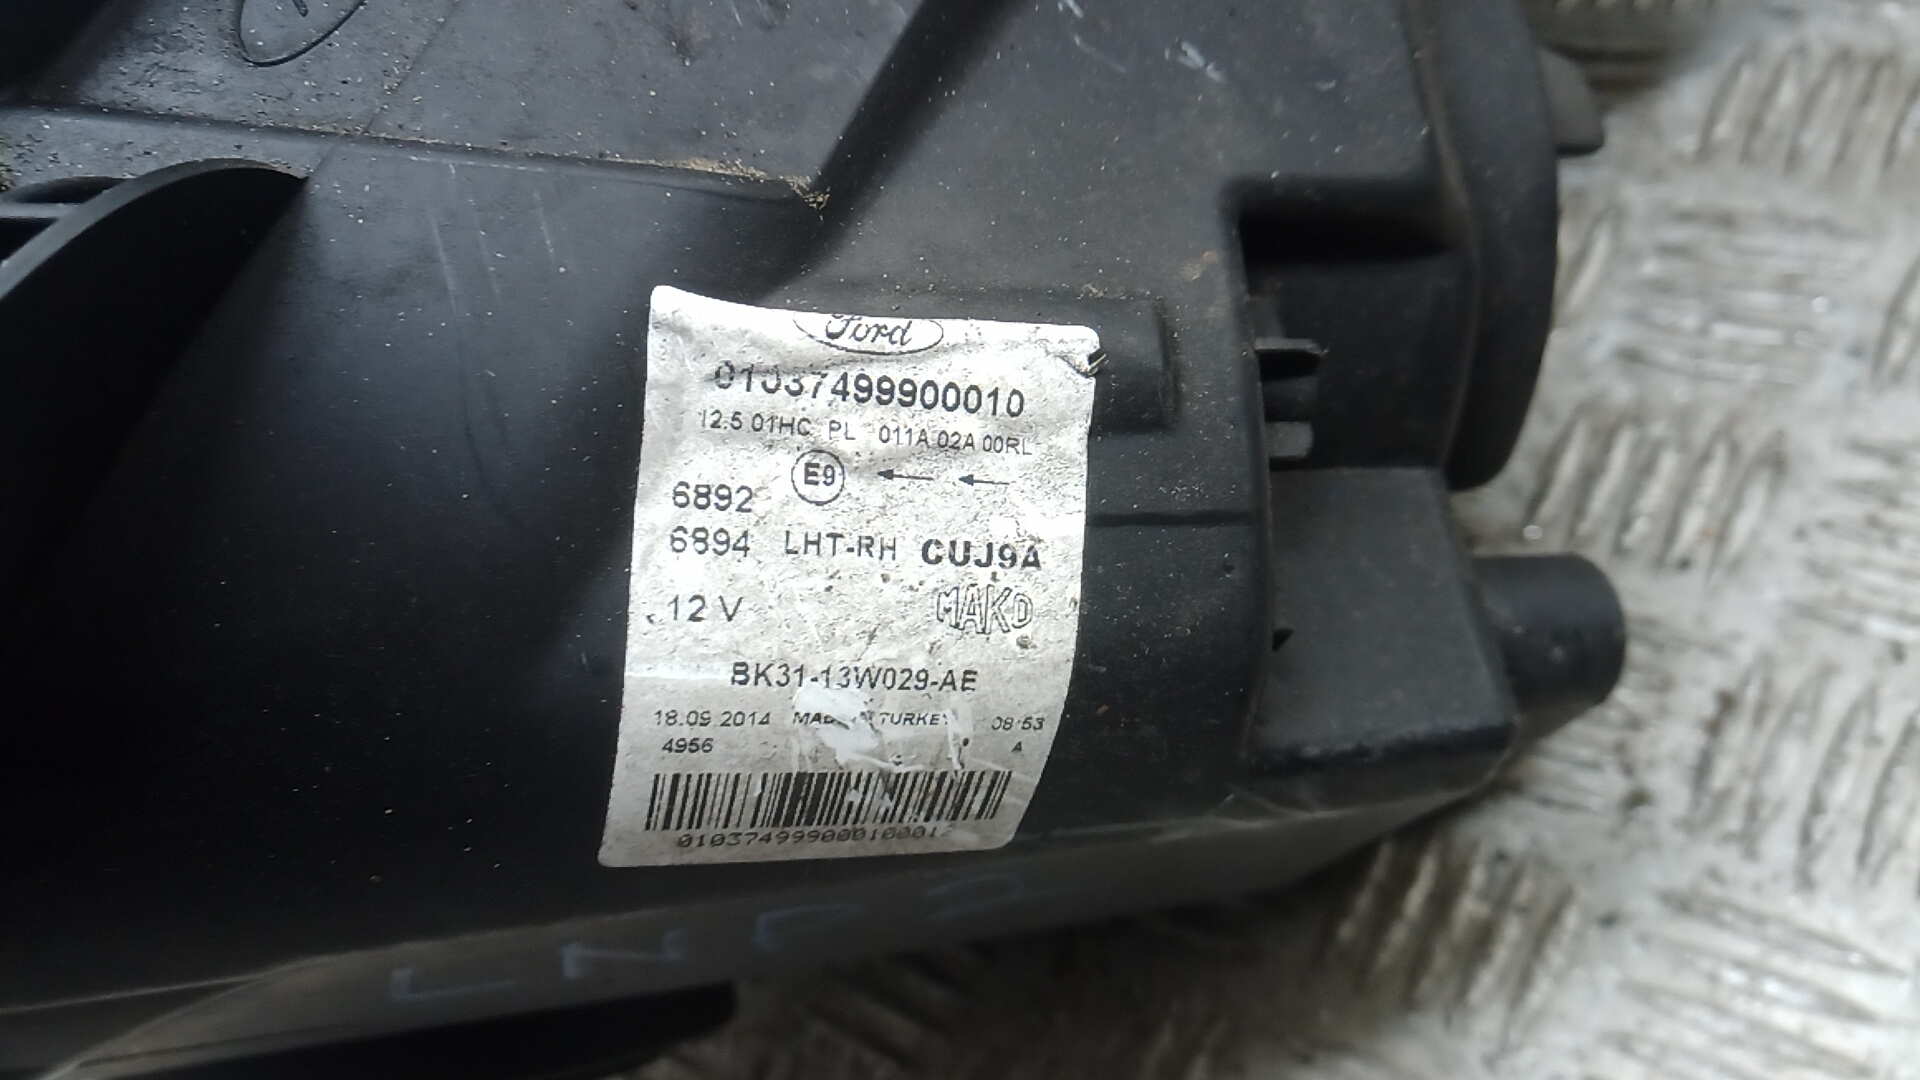 Ford
01037499900010
12.5 01HC PL 011A 02A 00RL
E9
6892
6894 LHT-RH CUJ9A
12 V MAKO
BK31-13W029-AE
18.09.2014 TURKEY 08:53
4956 A